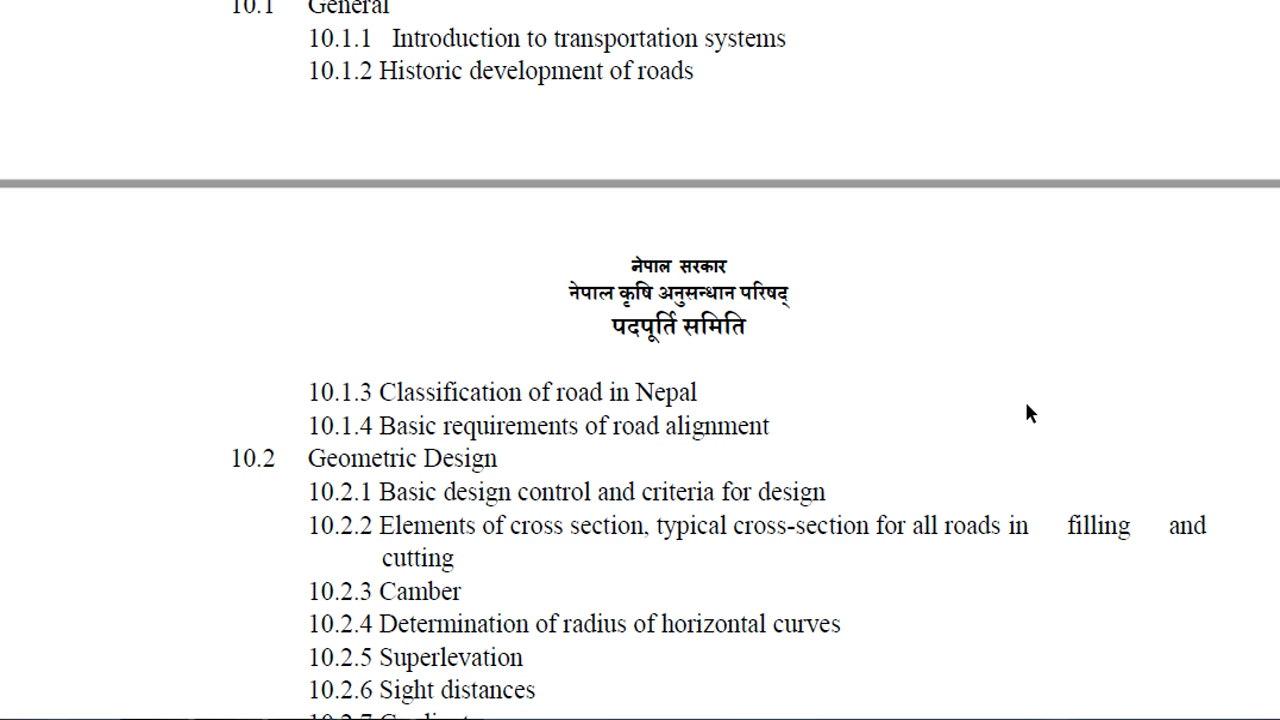 10.1 General
10.1.1 Introduction to transportation systems
10.1.2 Historic development of roads
नेपाल सरकार
नेपाल कृषि अनुसन्धान परिषद्
पदपूर्ति समिति
10.1.3 Classification of road in Nepal
10.1.4 Basic requirements of road alignment
10.2 Geometric Design
10.2.1 Basic design control and criteria for design
10.2.2 Elements of cross section, typical cross-section for all roads in filling and
cutting
10.2.3 Camber
10.2.4 Determination of radius of horizontal curves
10.2.5 Superlevation
10.2.6 Sight distances